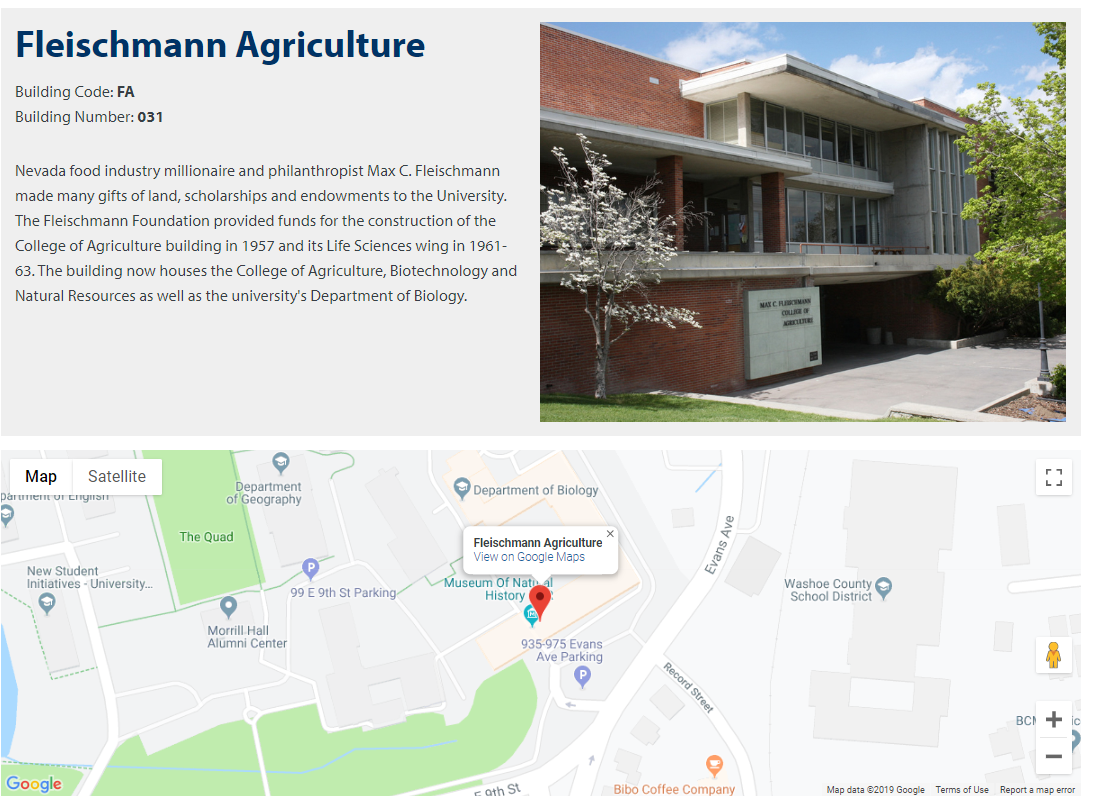 Fleischmann Agriculture
Building Code: FA
Building Number: 031
Nevada food industry millionaire and philanthropist Max C. Fleischmann
made many gifts of land, scholarships and endowments to the University.
The Fleischmann Foundation provided funds for the construction of the
College of Agriculture building in 1957 and its Life Sciences wing in 1961-
63. The building now houses the College of Agriculture, Biotechnology and
Natural Resources as well as the university's Department of Biology.
MAX C. FLEISCHMANN
COLLEGE OF
AGRICULTURE
Map
Satellite
Department
of Geography
Department of Biology
The Quad
Fleischmann Agriculture
View on Google Maps
Evans Ave
New Student
Initiatives - University...
99 E 9th St Parking
Museum Of Natural
History
Washoe County
School District
Morrill Hall
Alumni Center
935-975 Evans
Ave Parking
Record Street
E 9th St
Bibo Coffee Company
Google
Map data ©2019 Google
Terms of Use
Report a map error